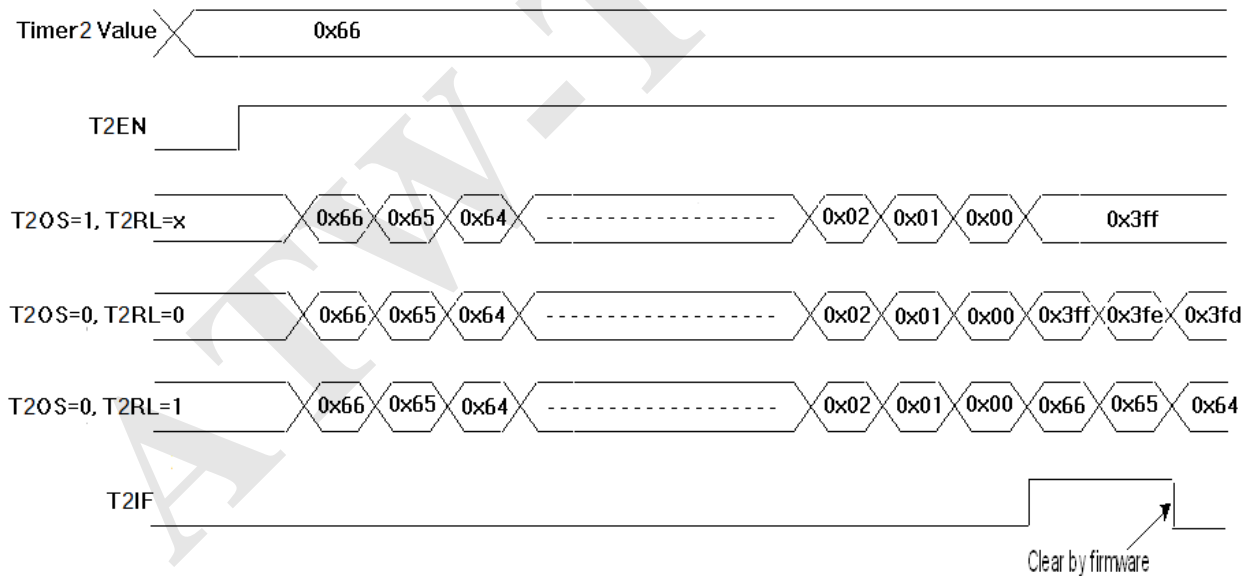 Timer2 Value 0x66
T2EN
T2OS=1, T2RL=x 0x66 0x65 0x64 0x02 0x01 0x00 0x3ff
T2OS=0, T2RL=0 0x66 0x65 0x64 0x02 0x01 0x00 0x3ff 0x3fe 0x3fd
T2OS=0, T2RL=1 0x66 0x65 0x64 0x02 0x01 0x00 0x66 0x65 0x64
T2IF
Clear by firmware
ATW-T